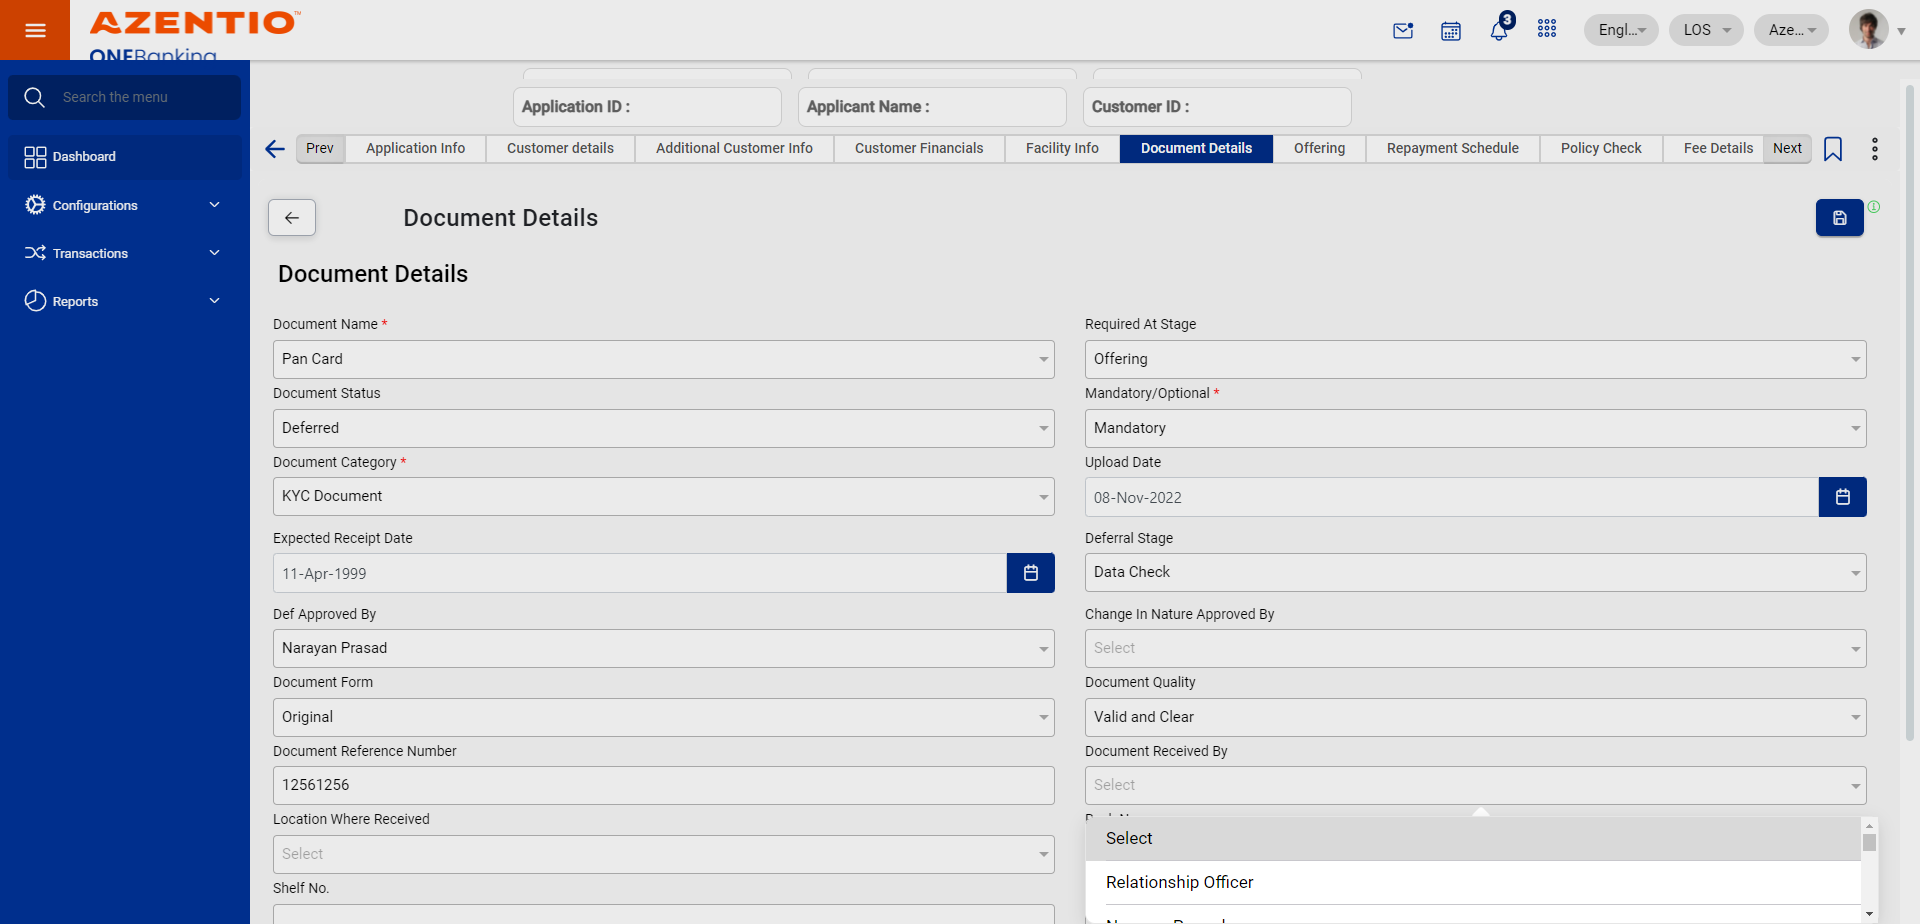 AZENTIO™
ONEBanking
3
Engl...
LOS
Aze...
Search the menu
Dashboard
Configurations
Transactions
Reports
Application ID :
Applicant Name :
Customer ID :
Prev
Application Info
Customer details
Additional Customer Info
Customer Financials
Facility Info
Document Details
Offering
Repayment Schedule
Policy Check
Fee Details
Next
Document Details
Document Details
Document Name *
Pan Card
Required At Stage
Offering
Document Status
Deferred
Mandatory/Optional *
Mandatory
Document Category *
KYC Document
Upload Date
08-Nov-2022
Expected Receipt Date
11-Apr-1999
Deferral Stage
Data Check
Def Approved By
Narayan Prasad
Change In Nature Approved By
Select
Document Form
Original
Document Quality
Valid and Clear
Document Reference Number
12561256
Document Received By
Select
Location Where Received
Select
Select
Relationship Officer
Shelf No.